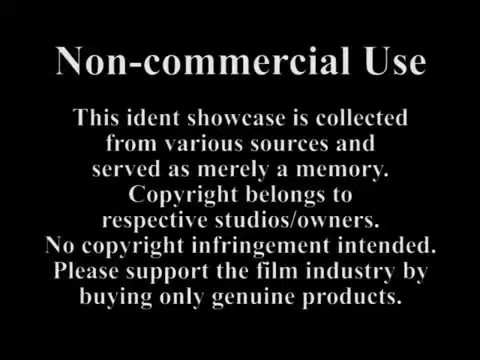 Non-commercial Use
This ident showcase is collected
from various sources and
served as merely a memory.
Copyright belongs to
respective studios/owners.
No copyright infringement intended.
Please support the film industry by
buying only genuine products.